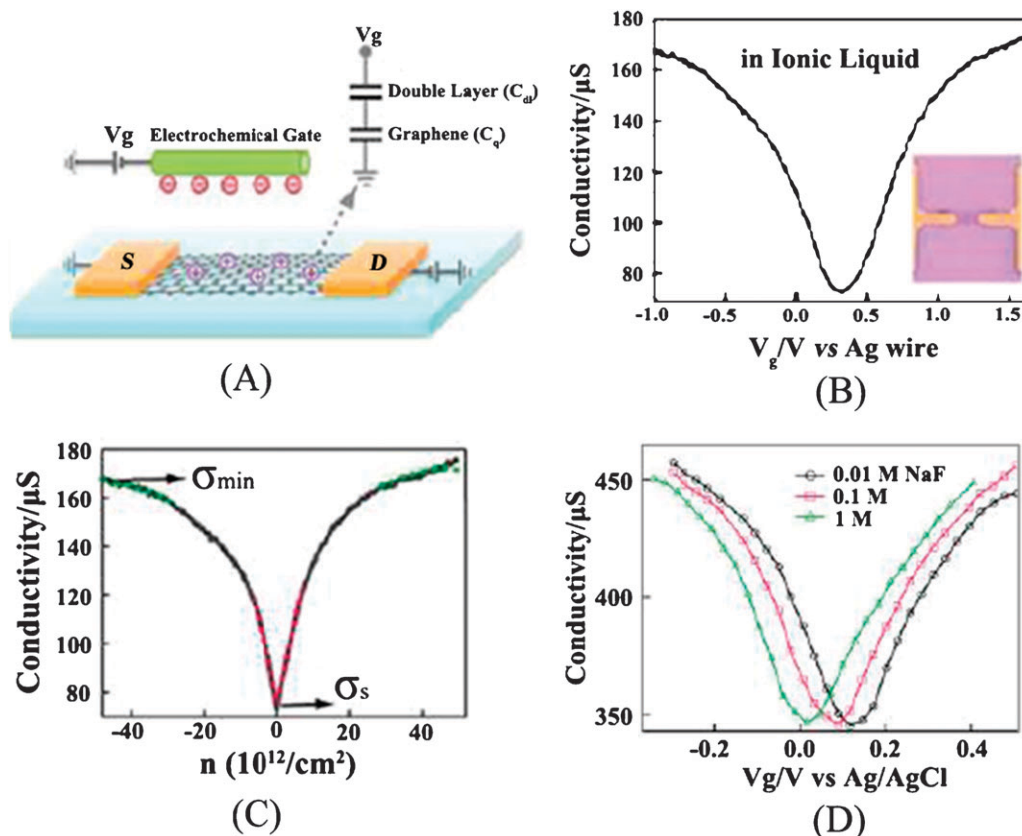 Vg
Double Layer (C_dl)
Graphene (C_q)
Vg
Electrochemical Gate
S
D
(A)
180
160
140
120
100
80
Conductivity/µS
in Ionic Liquid
-1.0
-0.5
0.0
0.5
1.0
1.5
V_g/V vs Ag wire
(B)
180
160
140
120
100
80
Conductivity/µS
σmin
σs
-40
-20
0
20
40
n (10¹²/cm²)
(C)
450
400
350
Conductivity/µS
0.01 M NaF
0.1 M
1 M
-0.2
0.0
0.2
0.4
Vg/V vs Ag/AgCl
(D)